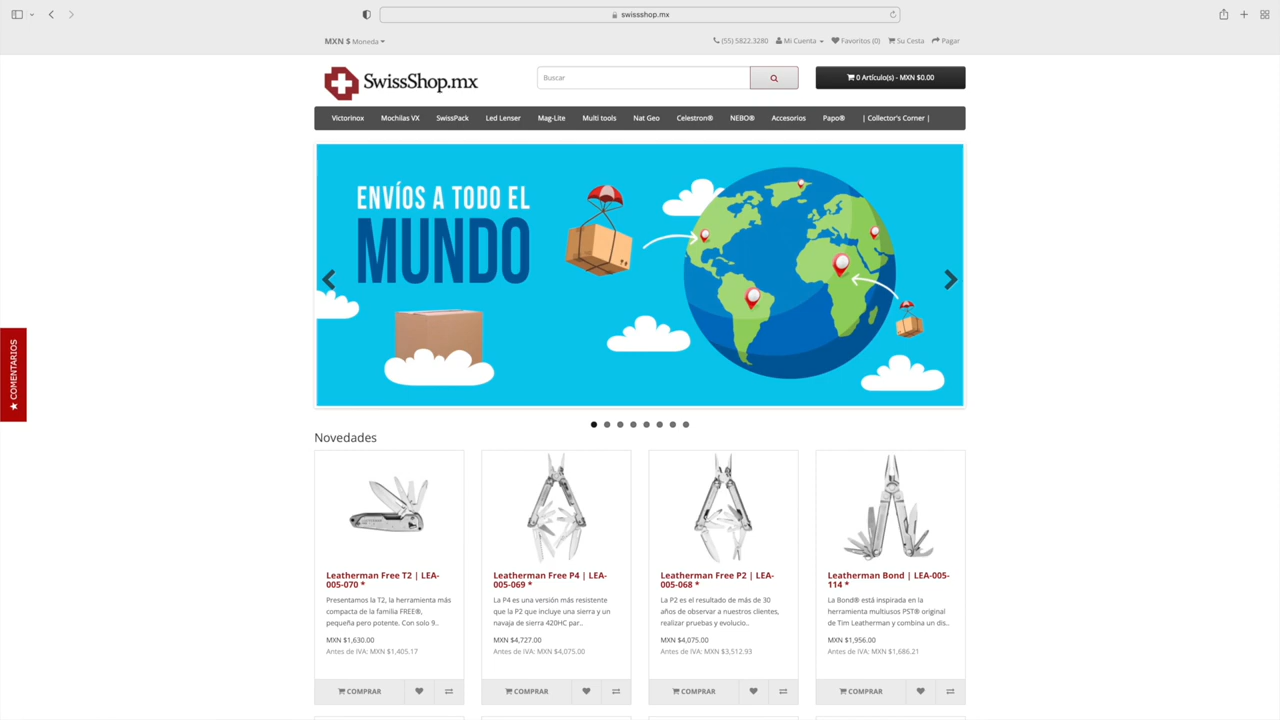 swissshop.mx
MXN $ Moneda
(55) 5822.3280 Mi Cuenta Favoritos (0) Su Cesta Pagar
SwissShop.mx
Buscar
0 Artículo(s) - MXN $0.00
Victorinox Mochilas VX SwissPack Led Lenser Mag-Lite Multi tools Nat Geo Celestron® NEBO® Accesorios Papo® | Collector's Corner |
ENVÍOS A TODO EL
MUNDO
★ COMENTARIOS
Novedades
Leatherman Free T2 | LEA-
005-070 *
Presentamos la T2, la herramienta más
compacta de la familia FREE®,
pequeña pero potente. Con solo 9..
MXN $1,630.00
Antes de IVA: MXN $1,405.17
COMPRAR
Leatherman Free P4 | LEA-
005-069 *
La P4 es una versión más resistente
que la P2 que incluye una sierra y un
navaja de sierra 420HC par..
MXN $4,727.00
Antes de IVA: MXN $4,075.00
COMPRAR
Leatherman Free P2 | LEA-
005-068 *
La P2 es el resultado de más de 30
años de observar a nuestros clientes,
realizar pruebas y evolucio..
MXN $4,075.00
Antes de IVA: MXN $3,512.93
COMPRAR
Leatherman Bond | LEA-005-
114 *
La Bond® está inspirada en la
herramienta multiusos PST® original
de Tim Leatherman y combina un dis..
MXN $1,956.00
Antes de IVA: MXN $1,686.21
COMPRAR